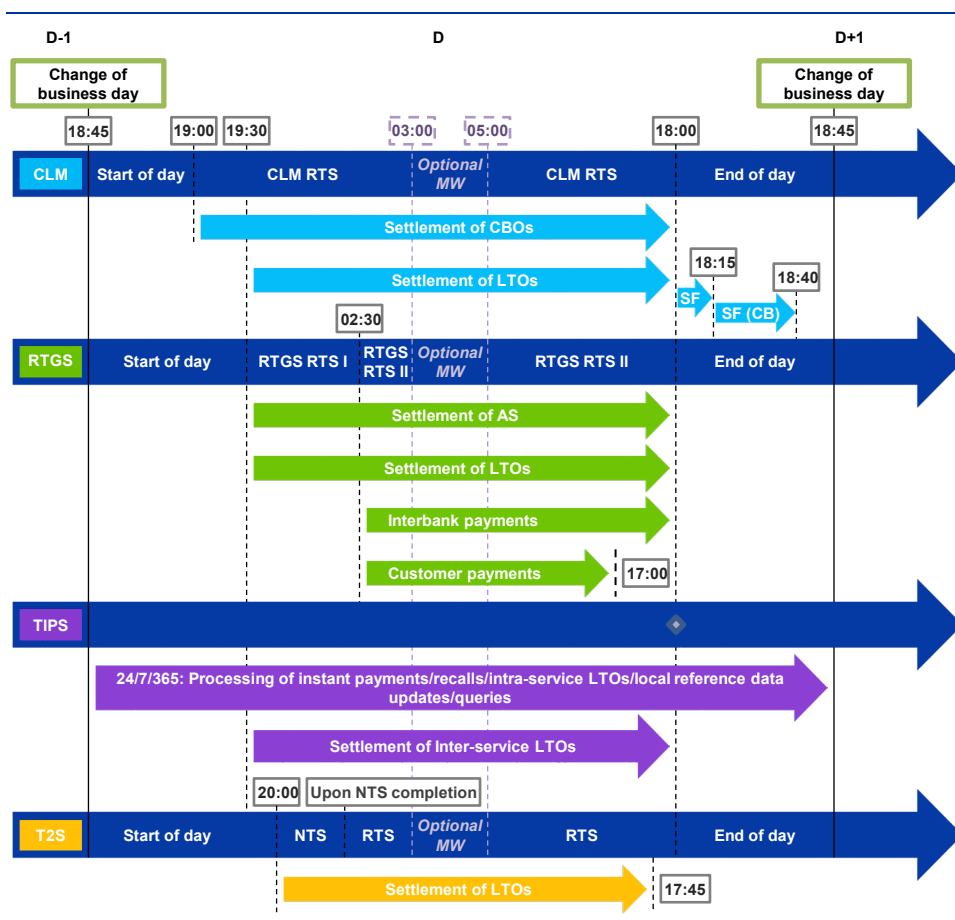 D-1
D
D+1
Change of
business day
Change of
business day
18:45
19:00
19:30
03:00
05:00
18:00
18:45
CLM
Start of day
CLM RTS
Optional
MW
CLM RTS
End of day
Settlement of CBOs
Settlement of LTOs
18:15
SF
18:40
SF (CB)
02:30
RTGS
Start of day
RTGS RTS I
RTGS
RTS II
Optional
MW
RTGS RTS II
End of day
Settlement of AS
Settlement of LTOs
Interbank payments
Customer payments
17:00
TIPS
24/7/365: Processing of instant payments/recalls/intra-service LTOs/local reference data
updates/queries
Settlement of Inter-service LTOs
20:00
Upon NTS completion
T2S
Start of day
NTS
RTS
Optional
MW
RTS
End of day
Settlement of LTOs
17:45